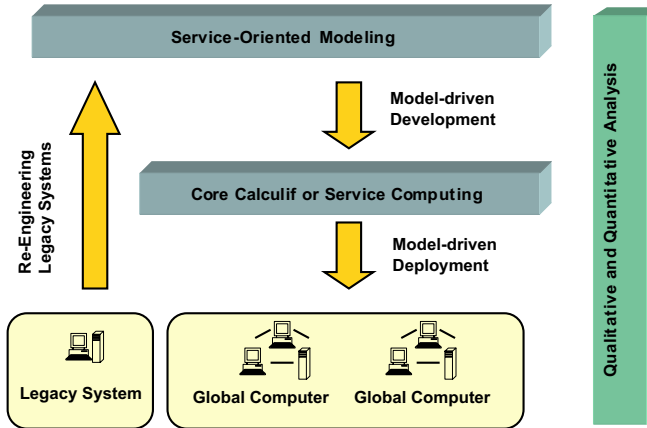 Service-Oriented Modeling
Model-driven
Development
Re-Engineering
Legacy Systems
Core Calculif or Service Computing
Model-driven
Deployment
Legacy System
Global Computer
Global Computer
Qualitative and Quantitative Analysis